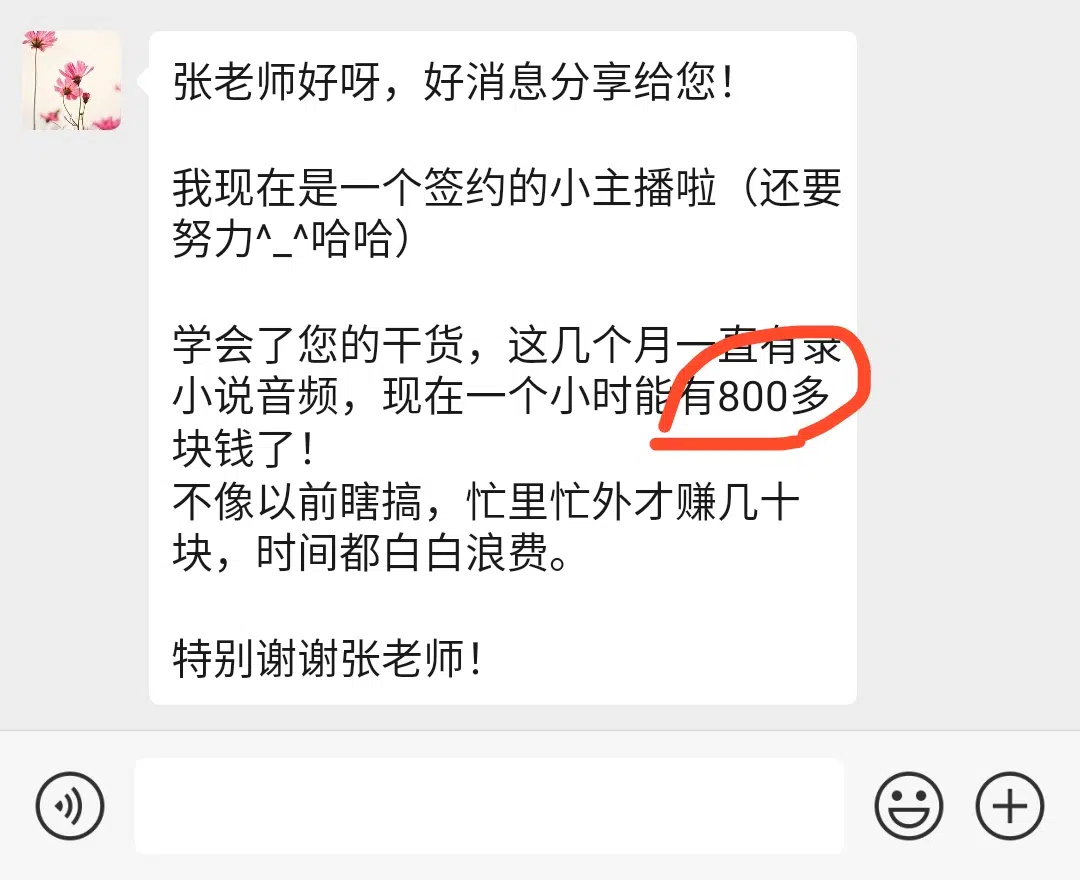 张老师好呀，好消息分享给您！
我现在是一个签约的小主播啦（还要
努力^_^哈哈）
学会了您的干货，这几个月一直有录
小说音频，现在一个小时能有800多
块钱了！
不像以前瞎搞，忙里忙外才赚几十
块，时间都白白浪费。
特别谢谢张老师！